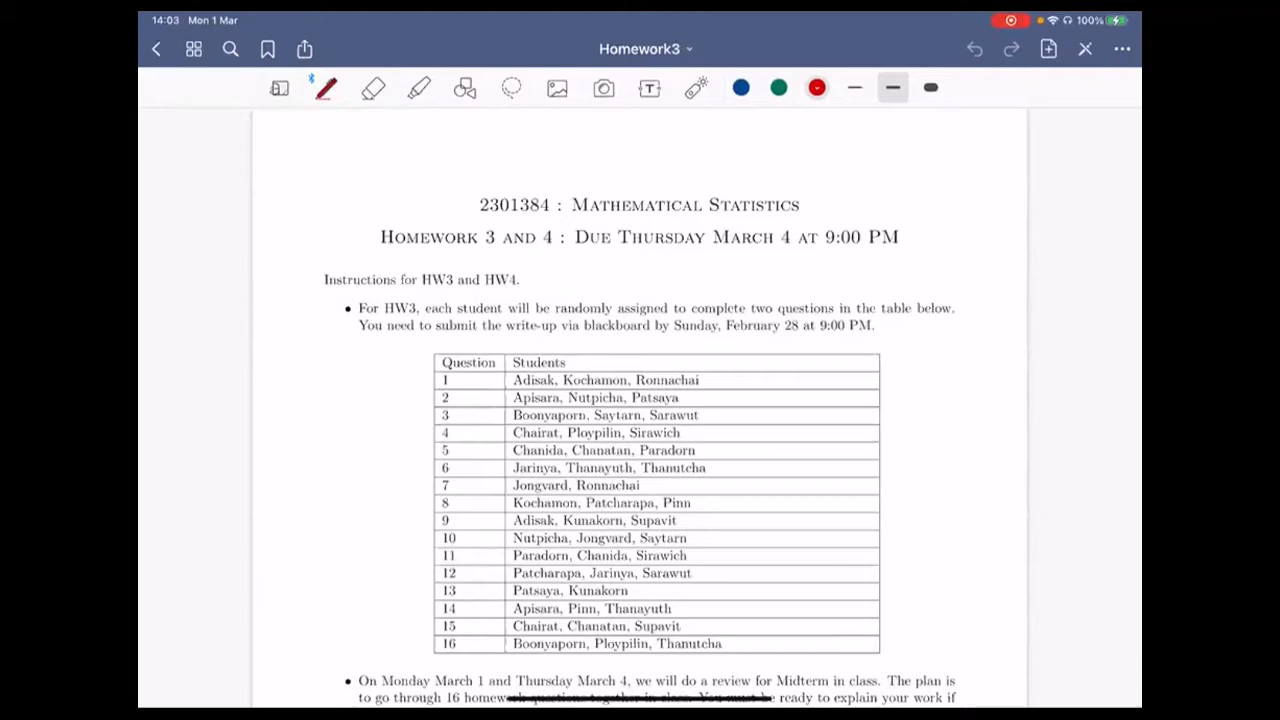 14:03 Mon 1 Mar
100%
Homework3
2301384 : Mathematical Statistics
Homework 3 and 4 : Due Thursday March 4 at 9:00 PM
Instructions for HW3 and HW4.
• For HW3, each student will be randomly assigned to complete two questions in the table below.
You need to submit the write-up via blackboard by Sunday, February 28 at 9:00 PM.
Question Students
1 Adisak, Kochamon, Ronnachai
2 Apisara, Nutpicha, Patsaya
3 Boonyaporn, Saytarn, Sarawut
4 Chairat, Ploypilin, Sirawich
5 Chanida, Chanatan, Paradorn
6 Jarinya, Thanayuth, Thanutcha
7 Jongvard, Ronnachai
8 Kochamon, Patcharapa, Pinn
9 Adisak, Kunakorn, Supavit
10 Nutpicha, Jongvard, Saytarn
11 Paradorn, Chanida, Sirawich
12 Patcharapa, Jarinya, Sarawut
13 Patsaya, Kunakorn
14 Apisara, Pinn, Thanayuth
15 Chairat, Chanatan, Supavit
16 Boonyaporn, Ploypilin, Thanutcha
• On Monday March 1 and Thursday March 4, we will do a review for Midterm in class. The plan is
to go through 16 homework questions together in class. You must be ready to explain your work if